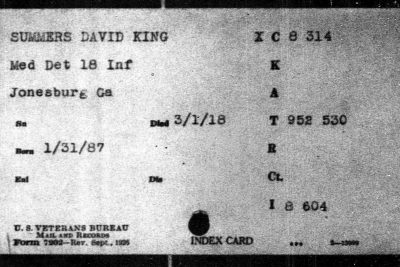 SUMMERS DAVID KING X C 8 314
Med Det 18 Inf K
Jonesburg Ga A
Sn Died 3/1/18 T 952 530
Born 1/31/87 R
Enl Dis Ct.
I 8 604
U. S. VETERANS BUREAU
MAIL AND RECORDS
Form 7202—Rev. Sept., 1926 INDEX CARD